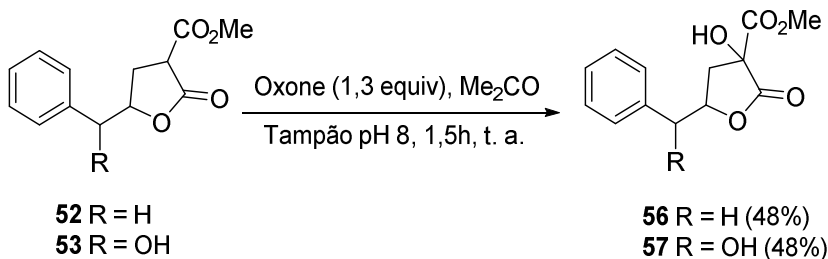 CO2Me
O
O
R
52 R = H
53 R = OH
Oxone (1,3 equiv), Me2CO
Tampão pH 8, 1,5h, t. a.
HO
CO2Me
O
O
R
56 R = H (48%)
57 R = OH (48%)